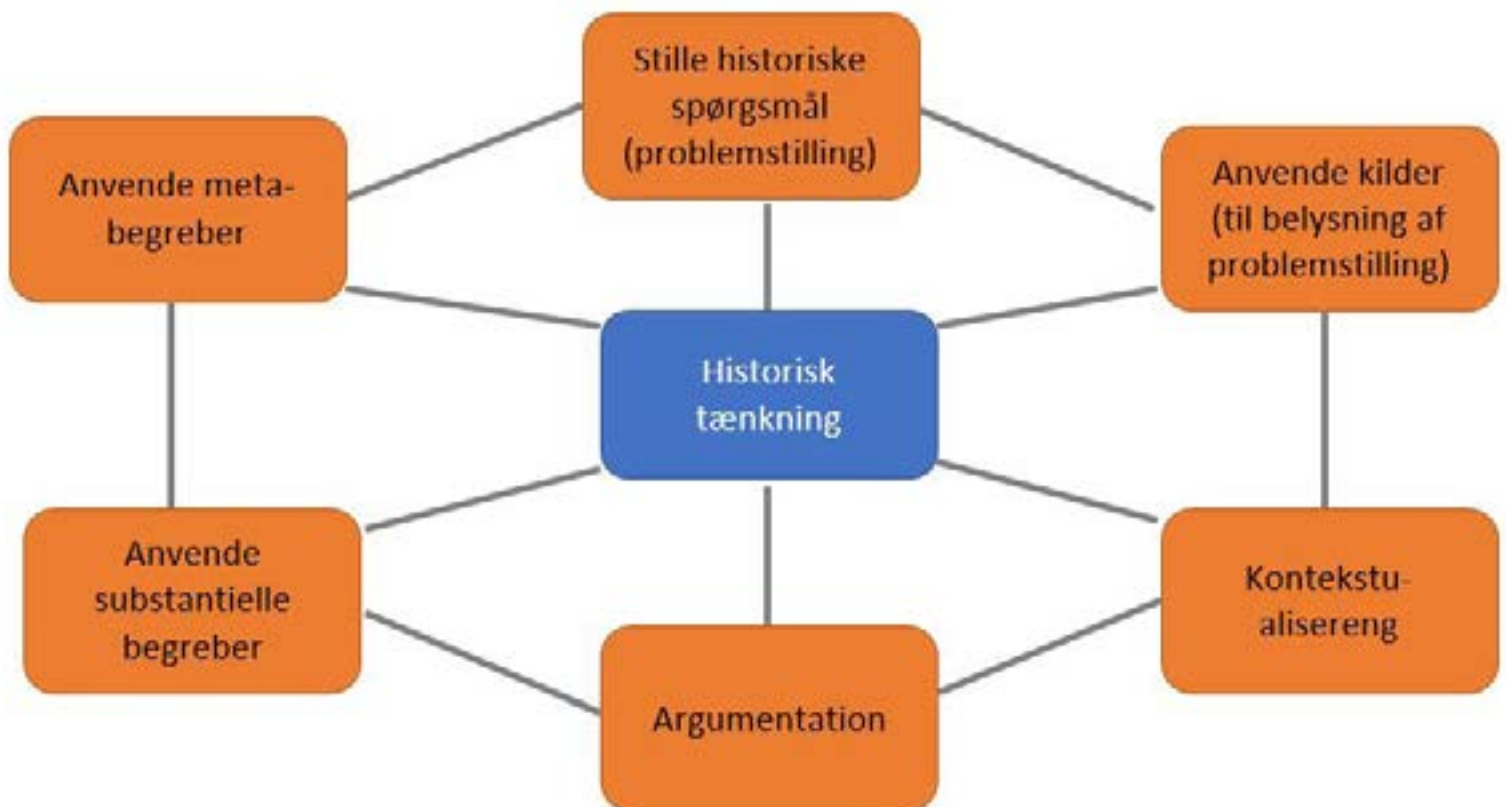 Stille historiske
spørgsmål
(problemstilling)
Anvende meta-
begreber
Anvende kilder
(til belysning af
problemstilling)
Historisk
tænkning
Anvende
substantielle
begreber
Kontekstu-
alisereng
Argumentation